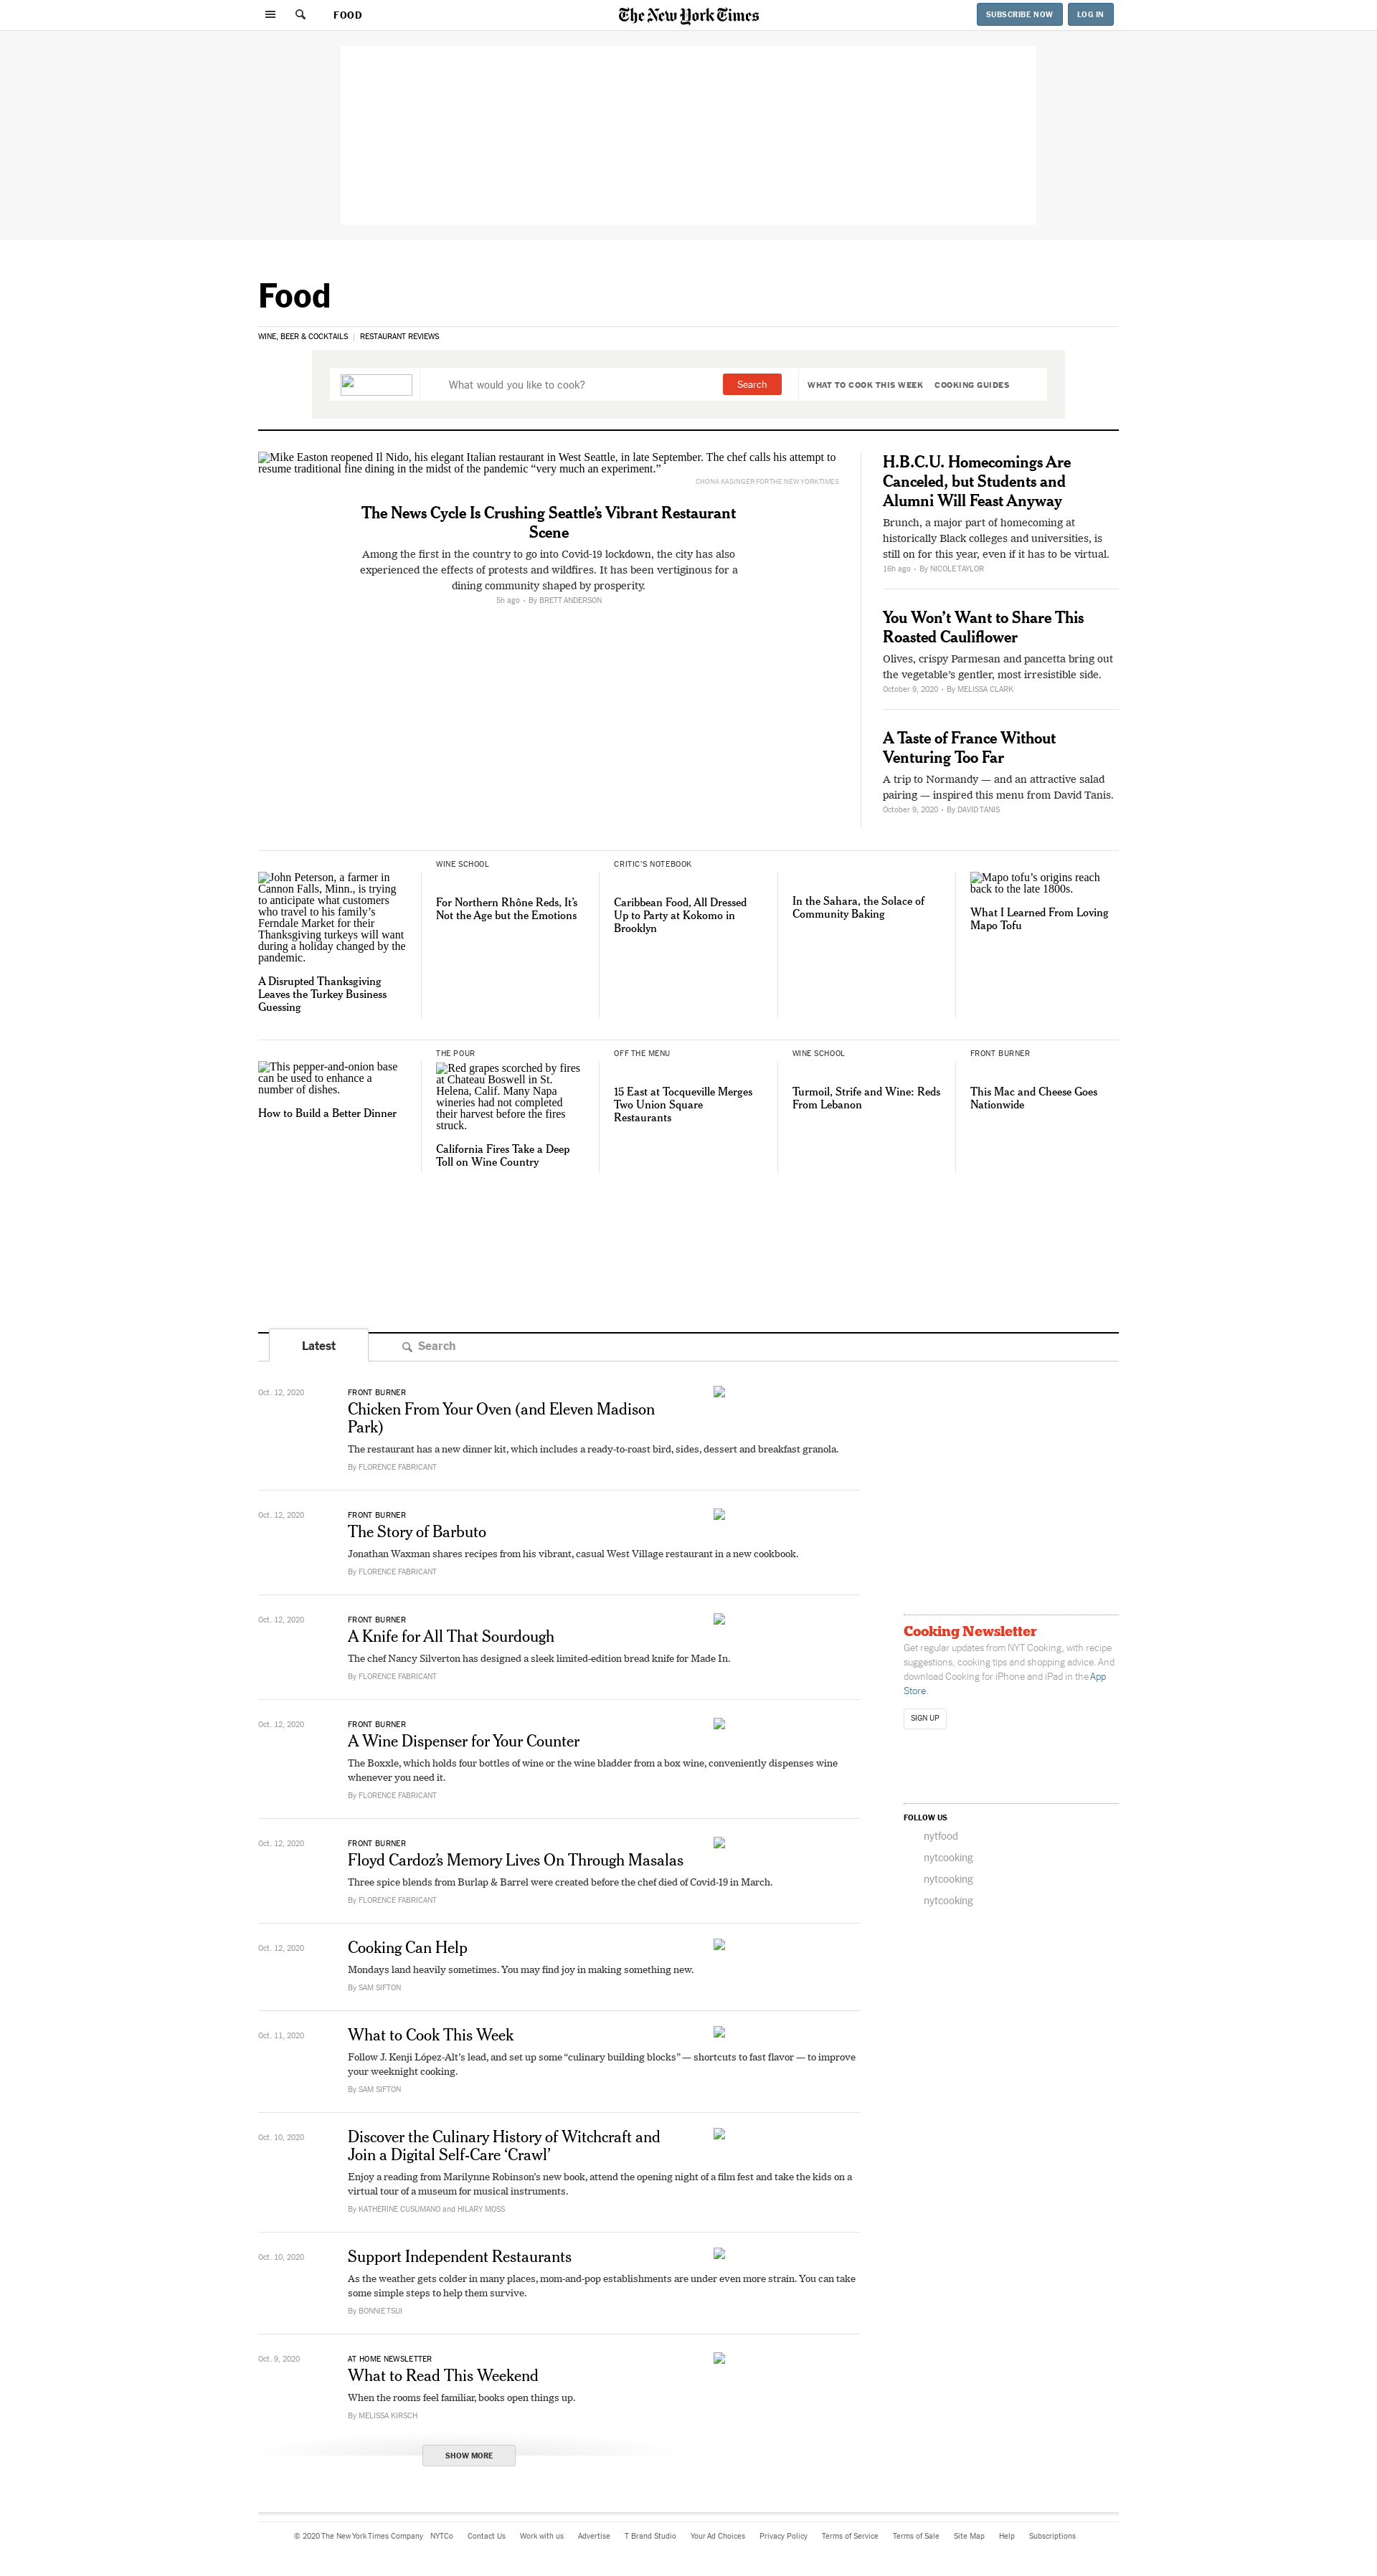 FOOD
The New York Times
SUBSCRIBE NOW
LOG IN
Food
WINE, BEER & COCKTAILS | RESTAURANT REVIEWS
What would you like to cook?
Search
WHAT TO COOK THIS WEEK
COOKING GUIDES
Mike Easton reopened Il Nido, his elegant Italian restaurant in West Seattle, in late September. The chef calls his attempt to
resume traditional fine dining in the midst of the pandemic “very much an experiment.”
CHONA KASINGER FOR THE NEW YORK TIMES
The News Cycle Is Crushing Seattle’s Vibrant Restaurant
Scene
Among the first in the country to go into Covid-19 lockdown, the city has also
experienced the effects of protests and wildfires. It has been vertiginous for a
dining community shaped by prosperity.
5h ago • By BRETT ANDERSON
H.B.C.U. Homecomings Are
Canceled, but Students and
Alumni Will Feast Anyway
Brunch, a major part of homecoming at
historically Black colleges and universities, is
still on for this year, even if it has to be virtual.
16h ago • By NICOLE TAYLOR
You Won’t Want to Share This
Roasted Cauliflower
Olives, crispy Parmesan and pancetta bring out
the vegetable’s gentler, most irresistible side.
October 9, 2020 • By MELISSA CLARK
A Taste of France Without
Venturing Too Far
A trip to Normandy — and an attractive salad
pairing — inspired this menu from David Tanis.
October 9, 2020 • By DAVID TANIS
John Peterson, a farmer in
Cannon Falls, Minn., is trying
to anticipate what customers
who travel to his family’s
Ferndale Market for their
Thanksgiving turkeys will want
during a holiday changed by the
pandemic.
A Disrupted Thanksgiving
Leaves the Turkey Business
Guessing
WINE SCHOOL
For Northern Rhône Reds, It’s
Not the Age but the Emotions
CRITIC’S NOTEBOOK
Caribbean Food, All Dressed
Up to Party at Kokomo in
Brooklyn
In the Sahara, the Solace of
Community Baking
Mapo tofu’s origins reach
back to the late 1800s.
What I Learned From Loving
Mapo Tofu
This pepper-and-onion base
can be used to enhance a
number of dishes.
How to Build a Better Dinner
THE POUR
Red grapes scorched by fires
at Chateau Boswell in St.
Helena, Calif. Many Napa
wineries had not completed
their harvest before the fires
struck.
California Fires Take a Deep
Toll on Wine Country
OFF THE MENU
15 East at Tocqueville Merges
Two Union Square
Restaurants
WINE SCHOOL
Turmoil, Strife and Wine: Reds
From Lebanon
FRONT BURNER
This Mac and Cheese Goes
Nationwide
Latest
Search
Oct. 12, 2020
FRONT BURNER
Chicken From Your Oven (and Eleven Madison
Park)
The restaurant has a new dinner kit, which includes a ready-to-roast bird, sides, dessert and breakfast granola.
By FLORENCE FABRICANT
Oct. 12, 2020
FRONT BURNER
The Story of Barbuto
Jonathan Waxman shares recipes from his vibrant, casual West Village restaurant in a new cookbook.
By FLORENCE FABRICANT
Oct. 12, 2020
FRONT BURNER
A Knife for All That Sourdough
The chef Nancy Silverton has designed a sleek limited-edition bread knife for Made In.
By FLORENCE FABRICANT
Oct. 12, 2020
FRONT BURNER
A Wine Dispenser for Your Counter
The Boxxle, which holds four bottles of wine or the wine bladder from a box wine, conveniently dispenses wine
whenever you need it.
By FLORENCE FABRICANT
Oct. 12, 2020
FRONT BURNER
Floyd Cardoz’s Memory Lives On Through Masalas
Three spice blends from Burlap & Barrel were created before the chef died of Covid-19 in March.
By FLORENCE FABRICANT
Oct. 12, 2020
Cooking Can Help
Mondays land heavily sometimes. You may find joy in making something new.
By SAM SIFTON
Oct. 11, 2020
What to Cook This Week
Follow J. Kenji López-Alt’s lead, and set up some “culinary building blocks” — shortcuts to fast flavor — to improve
your weeknight cooking.
By SAM SIFTON
Oct. 10, 2020
Discover the Culinary History of Witchcraft and
Join a Digital Self-Care ‘Crawl’
Enjoy a reading from Marilynne Robinson’s new book, attend the opening night of a film fest and take the kids on a
virtual tour of a museum for musical instruments.
By KATHERINE CUSUMANO and HILARY MOSS
Oct. 10, 2020
Support Independent Restaurants
As the weather gets colder in many places, mom-and-pop establishments are under even more strain. You can take
some simple steps to help them survive.
By BONNIE TSUI
Oct. 9, 2020
AT HOME NEWSLETTER
What to Read This Weekend
When the rooms feel familiar, books open things up.
By MELISSA KIRSCH
SHOW MORE
Cooking Newsletter
Get regular updates from NYT Cooking, with recipe
suggestions, cooking tips and shopping advice. And
download Cooking for iPhone and iPad in the App
Store.
SIGN UP
FOLLOW US
nytfood
nytcooking
nytcooking
nytcooking
© 2020 The New York Times Company NYTCo Contact Us Work with us Advertise T Brand Studio Your Ad Choices Privacy Policy Terms of Service Terms of Sale Site Map Help Subscriptions